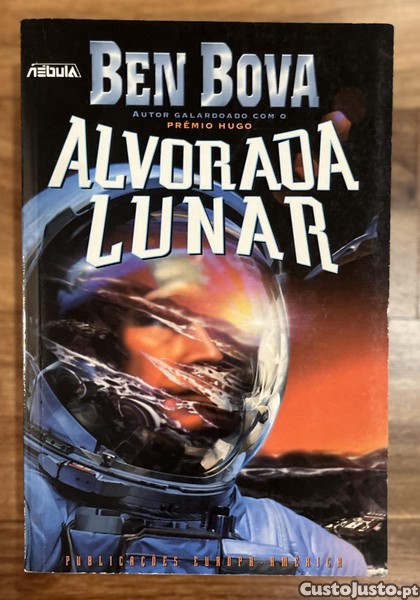 nébula
BEN BOVA
AUTOR GALARDOADO COM O
PRÉMIO HUGO
ALVORADA
LUNAR
PUBLICAÇÕES EUROPA-AMÉRICA
CustoJusto.pt